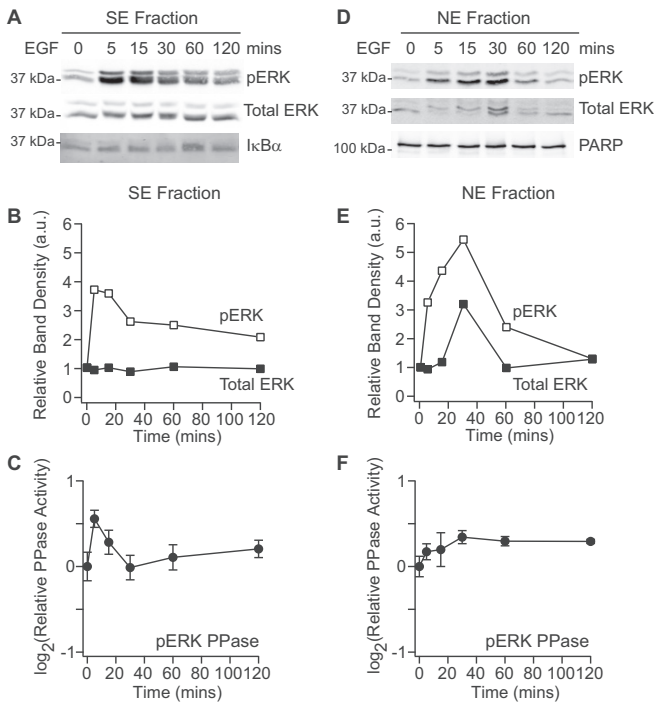 A
SE Fraction
EGF 0 5 15 30 60 120 mins
37 kDa
pERK
37 kDa
Total ERK
37 kDa
IκBα
D
NE Fraction
EGF 0 5 15 30 60 120 mins
37 kDa
pERK
37 kDa
Total ERK
100 kDa
PARP
B
SE Fraction
Relative Band Density (a.u.)
6
5
4
3
2
1
0
pERK
Total ERK
0 20 40 60 80 100 120
Time (mins)
E
NE Fraction
Relative Band Density (a.u.)
6
5
4
3
2
1
0
pERK
Total ERK
0 20 40 60 80 100 120
Time (mins)
C
log2(Relative PPase Activity)
1
0
-1
pERK PPase
0 20 40 60 80 100 120
Time (mins)
F
log2(Relative PPase Activity)
1
0
-1
pERK PPase
0 20 40 60 80 100 120
Time (mins)